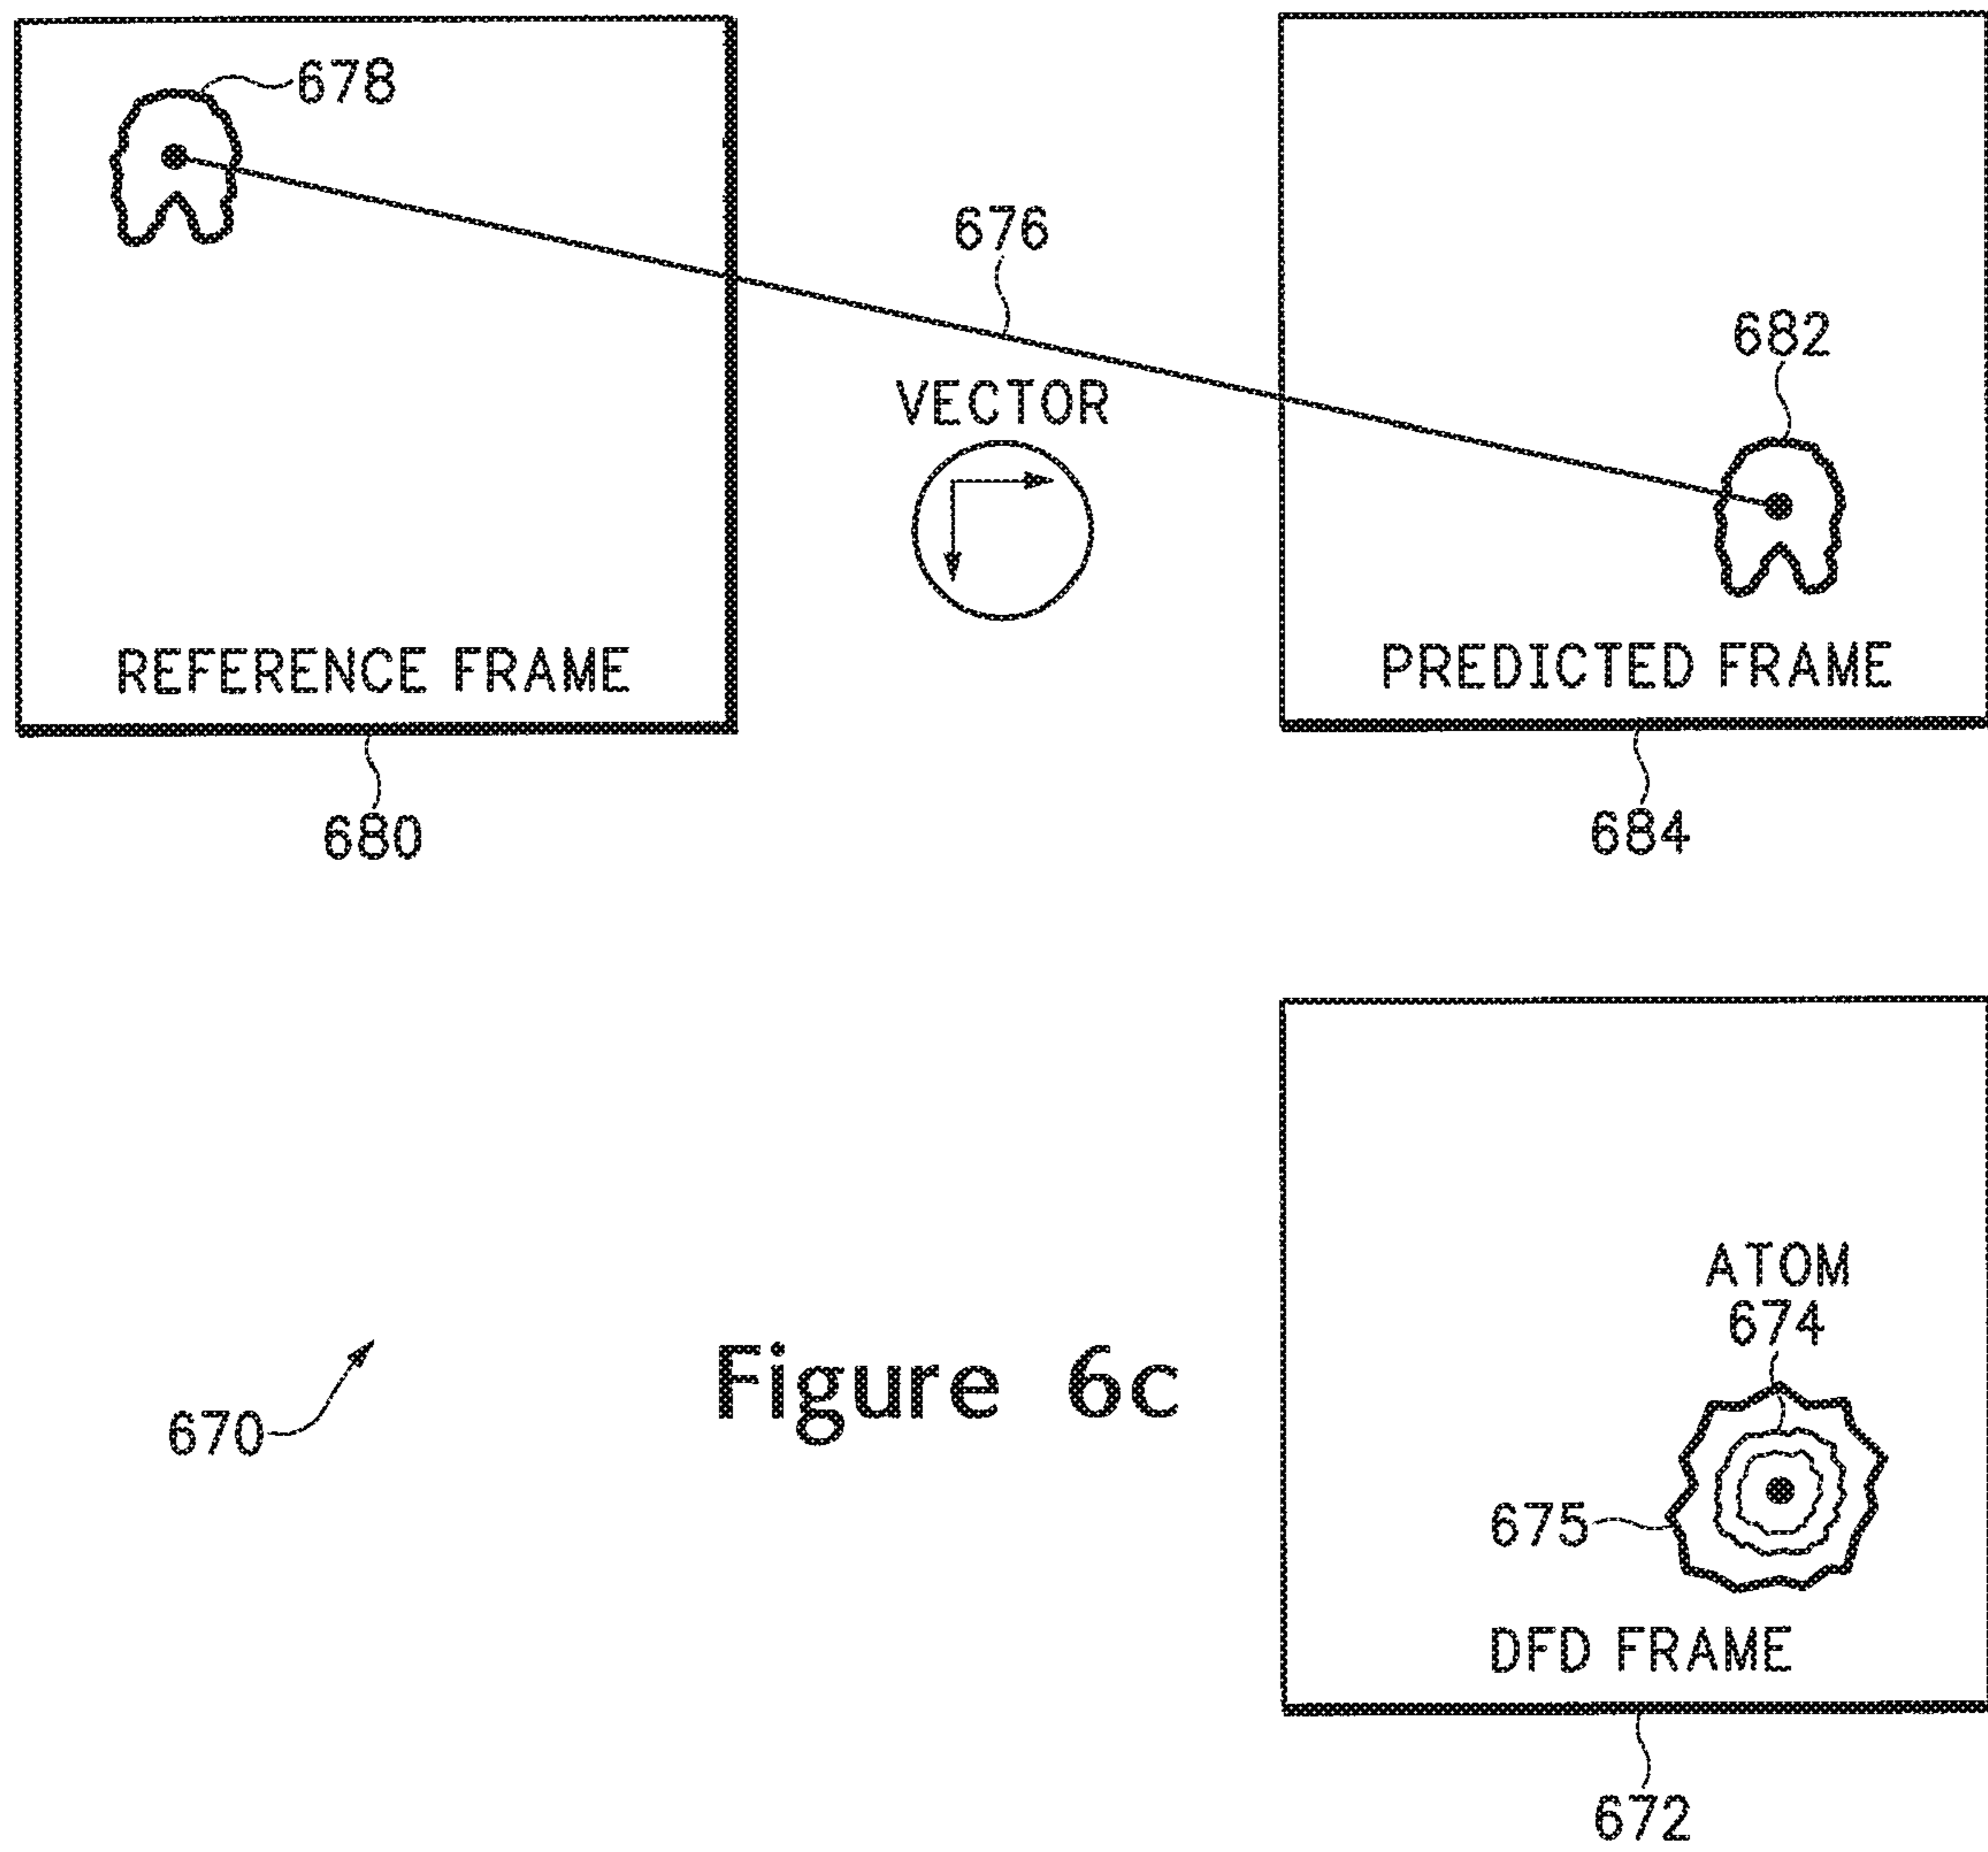 678
676
682
VECTOR
REFERENCE FRAME
PREDICTED FRAME
680
684
ATOM
674
670
Figure 6c
675
DFD FRAME
672